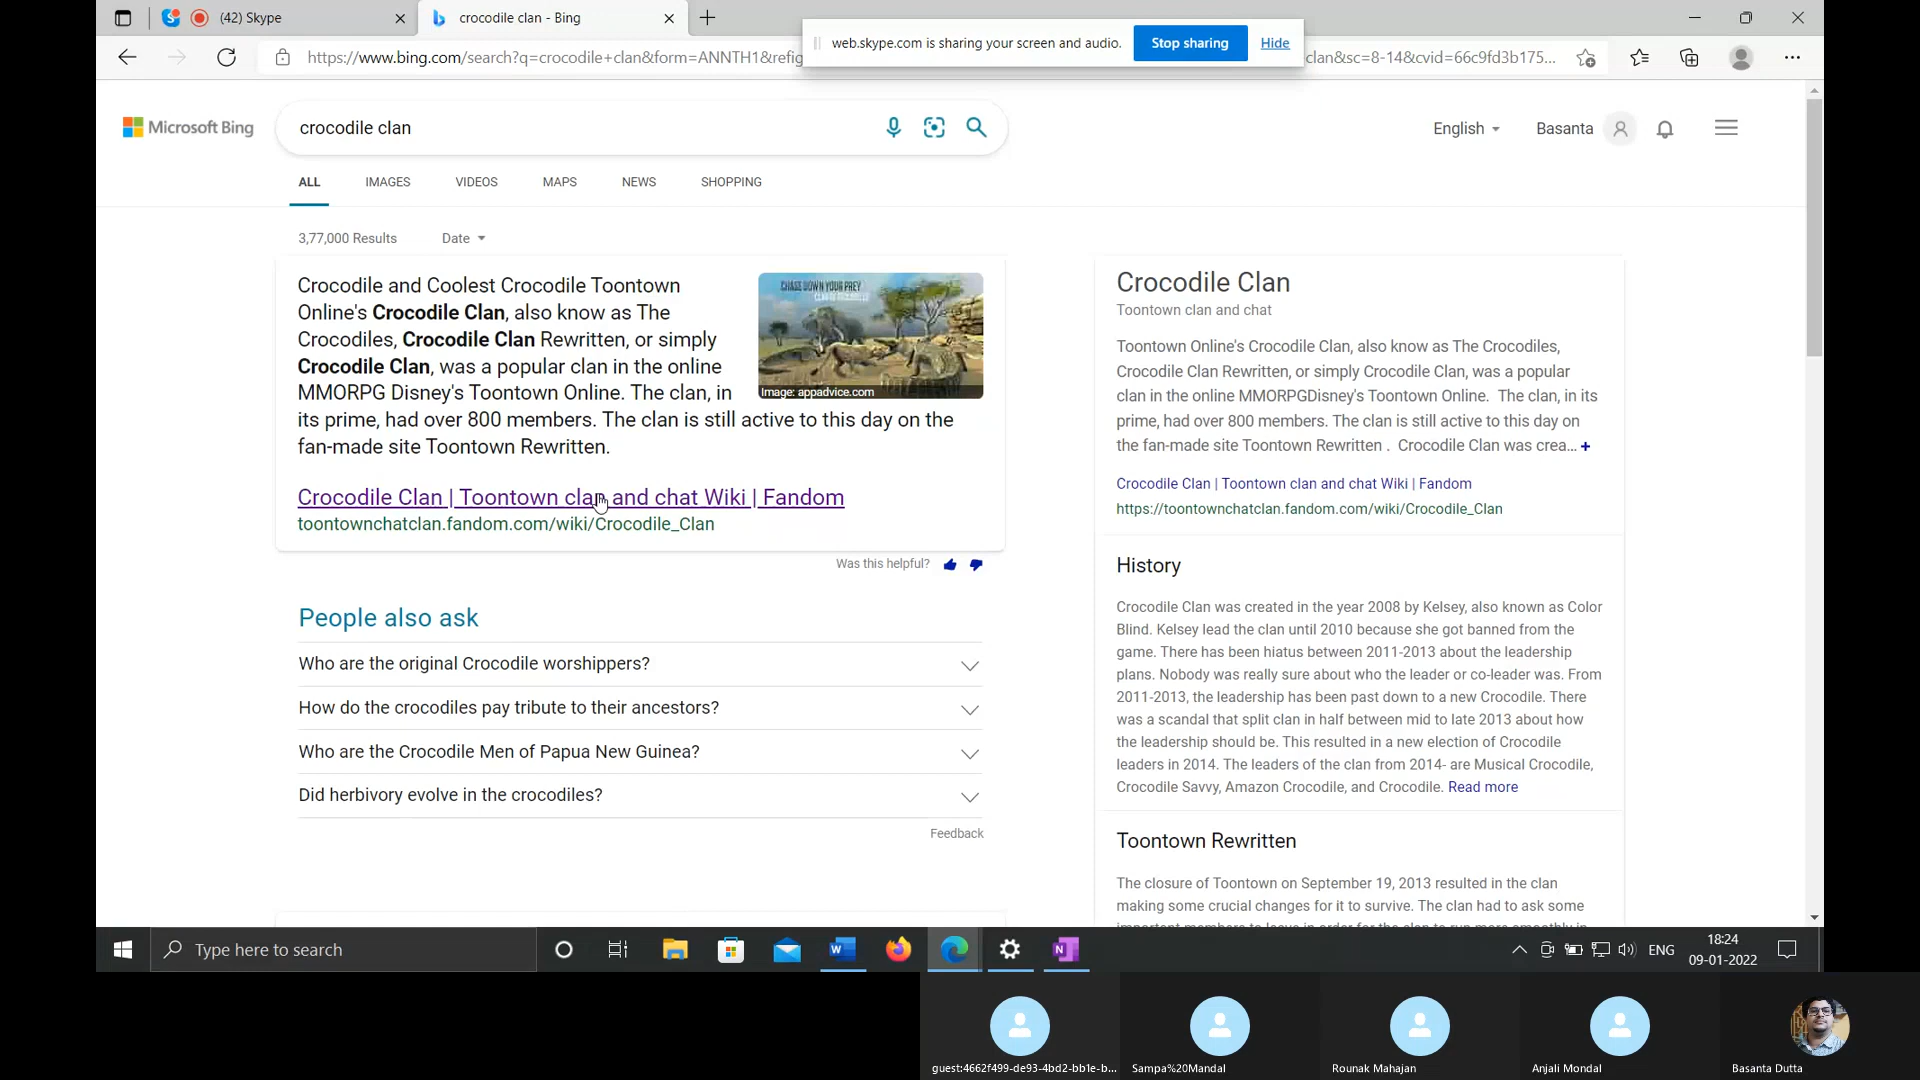 (42) Skype
crocodile clan - Bing
web.skype.com is sharing your screen and audio.
Stop sharing
Hide
https://www.bing.com/search?q=crocodile+clan&form=ANNTH1&refig
clan&sc=8-14&cvid=66c9fd3b175...
Microsoft Bing
crocodile clan
English
Basanta
ALL
IMAGES
VIDEOS
MAPS
NEWS
SHOPPING
3,77,000 Results
Date
Crocodile and Coolest Crocodile Toontown
Online's Crocodile Clan, also know as The
Crocodiles, Crocodile Clan Rewritten, or simply
Crocodile Clan, was a popular clan in the online
MMORPG Disney's Toontown Online. The clan, in
its prime, had over 800 members. The clan is still active to this day on the
fan-made site Toontown Rewritten.
CHASE DOWN YOUR PREY
Image: appadvice.com
Crocodile Clan | Toontown clan and chat Wiki | Fandom
toontownchatclan.fandom.com/wiki/Crocodile_Clan
Was this helpful?
People also ask
Who are the original Crocodile worshippers?
How do the crocodiles pay tribute to their ancestors?
Who are the Crocodile Men of Papua New Guinea?
Did herbivory evolve in the crocodiles?
Feedback
Crocodile Clan
Toontown clan and chat
Toontown Online's Crocodile Clan, also know as The Crocodiles,
Crocodile Clan Rewritten, or simply Crocodile Clan, was a popular
clan in the online MMORPGDisney's Toontown Online. The clan, in its
prime, had over 800 members. The clan is still active to this day on
the fan-made site Toontown Rewritten . Crocodile Clan was crea... +
Crocodile Clan | Toontown clan and chat Wiki | Fandom
https://toontownchatclan.fandom.com/wiki/Crocodile_Clan
History
Crocodile Clan was created in the year 2008 by Kelsey, also known as Color
Blind. Kelsey lead the clan until 2010 because she got banned from the
game. There has been hiatus between 2011-2013 about the leadership
plans. Nobody was really sure about who the leader or co-leader was. From
2011-2013, the leadership has been past down to a new Crocodile. There
was a scandal that split clan in half between mid to late 2013 about how
the leadership should be. This resulted in a new election of Crocodile
leaders in 2014. The leaders of the clan from 2014- are Musical Crocodile,
Crocodile Savvy, Amazon Crocodile, and Crocodile. Read more
Toontown Rewritten
The closure of Toontown on September 19, 2013 resulted in the clan
making some crucial changes for it to survive. The clan had to ask some
Type here to search
ENG
18:24
09-01-2022
guest:4662f499-de93-4bd2-bb1e-b...
Sampa%20Mandal
Rounak Mahajan
Anjali Mondal
Basanta Dutta